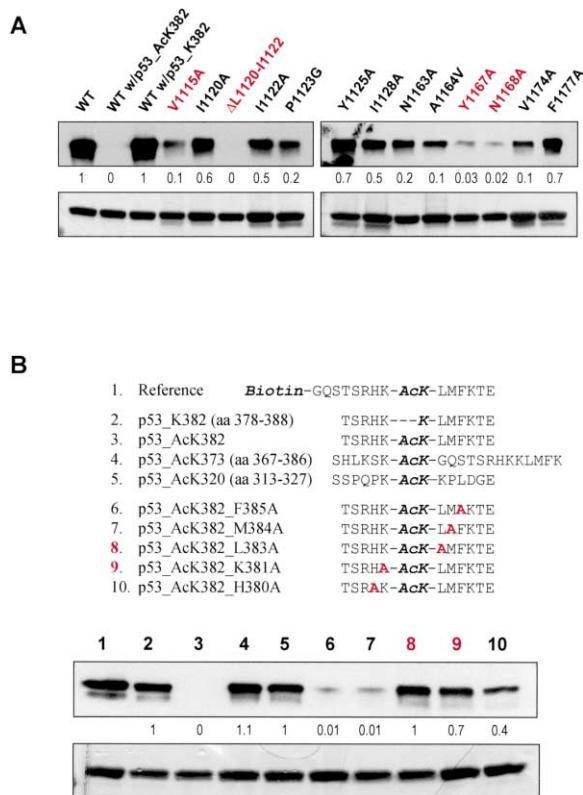 A
WT
WT w/p53_AcK382
WT w/p53_K382
V1115A
I1120A
ΔL1120-I1122
I1122A
P1123G
Y1125A
I1128A
N1163A
A1164V
Y1167A
N1168A
V1174A
F1177A
1 0 1 0.1 0.6 0 0.5 0.2 0.7 0.5 0.2 0.1 0.03 0.02 0.1 0.7
B
1. Reference Biotin-GQSTSRHK-AcK-LMFKTE
2. p53_K382 (aa 378-388) TSRHK---K-LMFKTE
3. p53_AcK382 TSRHK-AcK-LMFKTE
4. p53_AcK373 (aa 367-386) SHLKSK-AcK-GQSTSRHKKLMFK
5. p53_AcK320 (aa 313-327) SSPQPK-AcK-KPLDGE
6. p53_AcK382_F385A TSRHK-AcK-LMAKTE
7. p53_AcK382_M384A TSRHK-AcK-LAFKTE
8. p53_AcK382_L383A TSRHK-AcK-AMFKTE
9. p53_AcK382_K381A TSRHA-AcK-LMFKTE
10. p53_AcK382_H380A TSRAK-AcK-LMFKTE
1 2 3 4 5 6 7 8 9 10
1 0 1.1 1 0.01 0.01 1 0.7 0.4